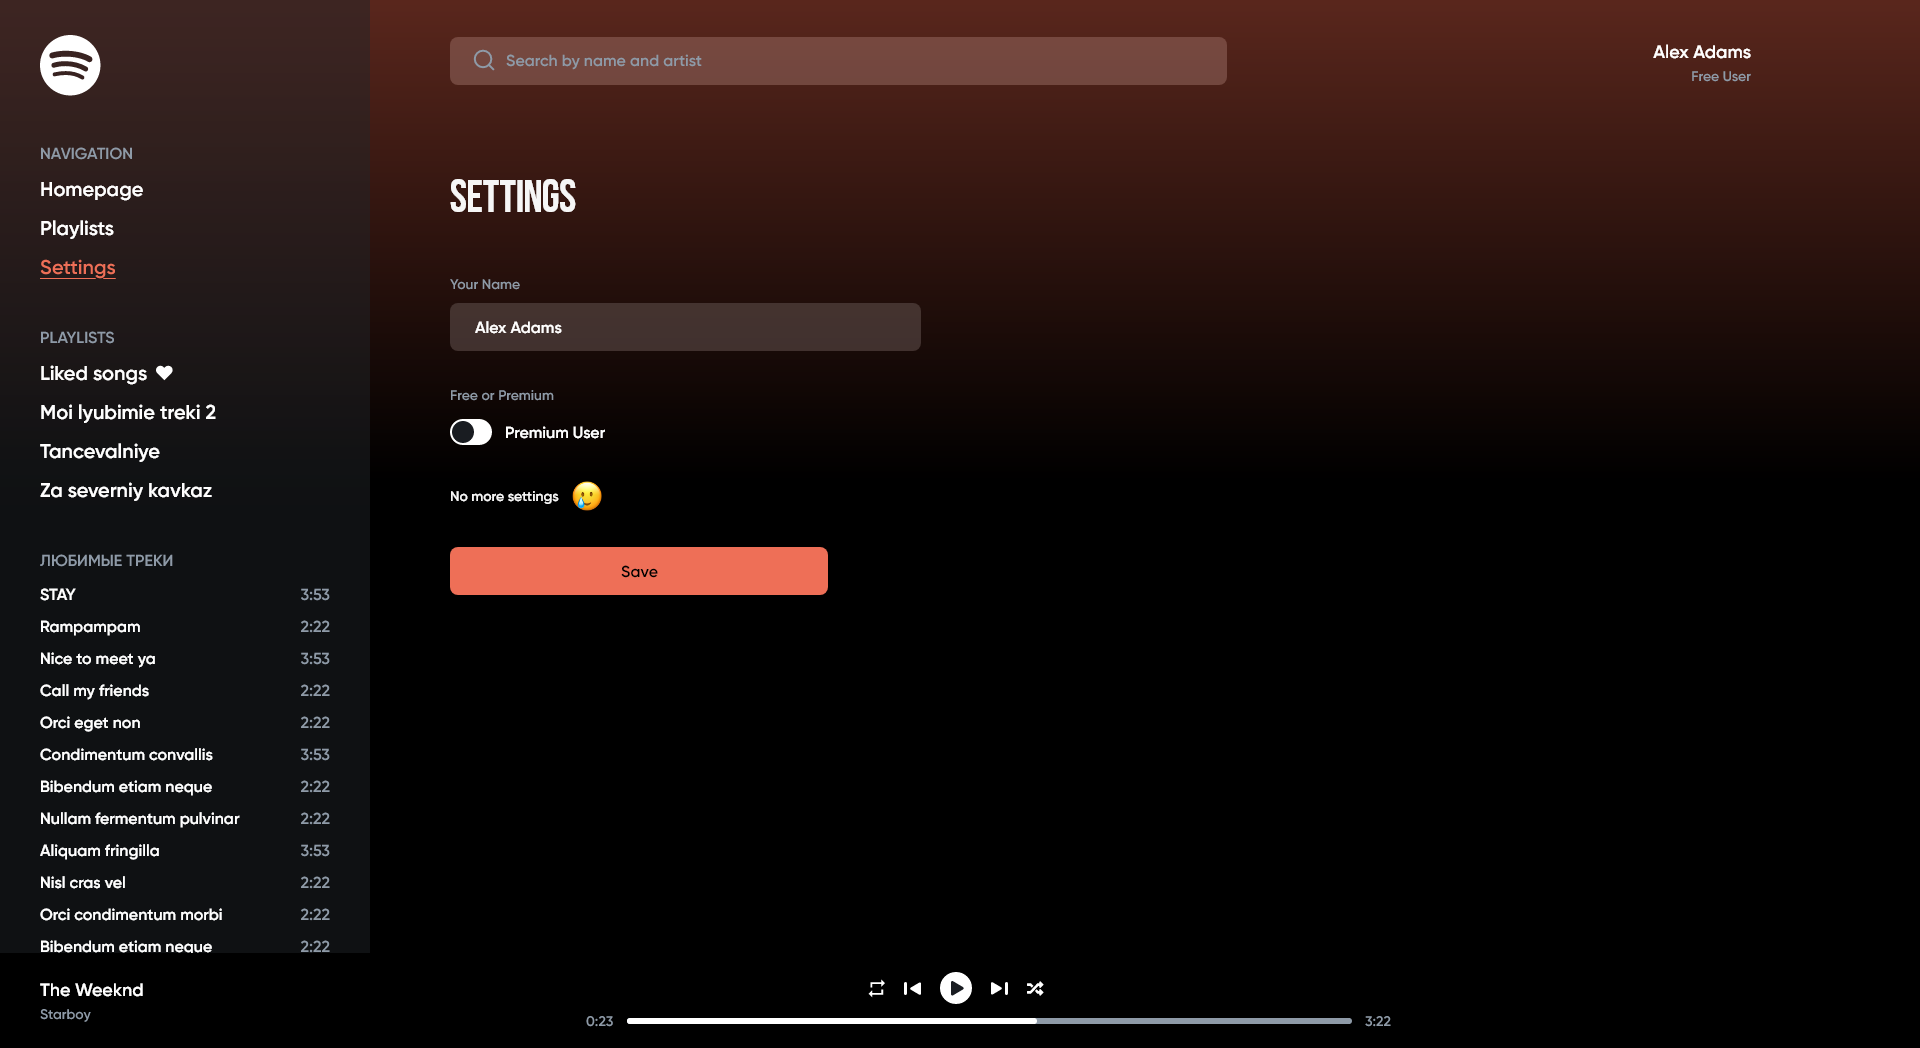 NAVIGATION
Homepage
Playlists
Settings
PLAYLISTS
Liked songs
Moi lyubimie treki 2
Tancevalniye
Za severniy kavkaz
ЛЮБИМЫЕ ТРЕКИ
STAY 3:53
Rampampam 2:22
Nice to meet ya 3:53
Call my friends 2:22
Orci eget non 2:22
Condimentum convallis 3:53
Bibendum etiam neque 2:22
Nullam fermentum pulvinar 2:22
Aliquam fringilla 3:53
Nisl cras vel 2:22
Orci condimentum morbi 2:22
Bibendum etiam neque 2:22
Search by name and artist
Alex Adams
Free User
SETTINGS
Your Name
Alex Adams
Free or Premium
Premium User
No more settings
Save
The Weeknd
Starboy
0:23
3:22